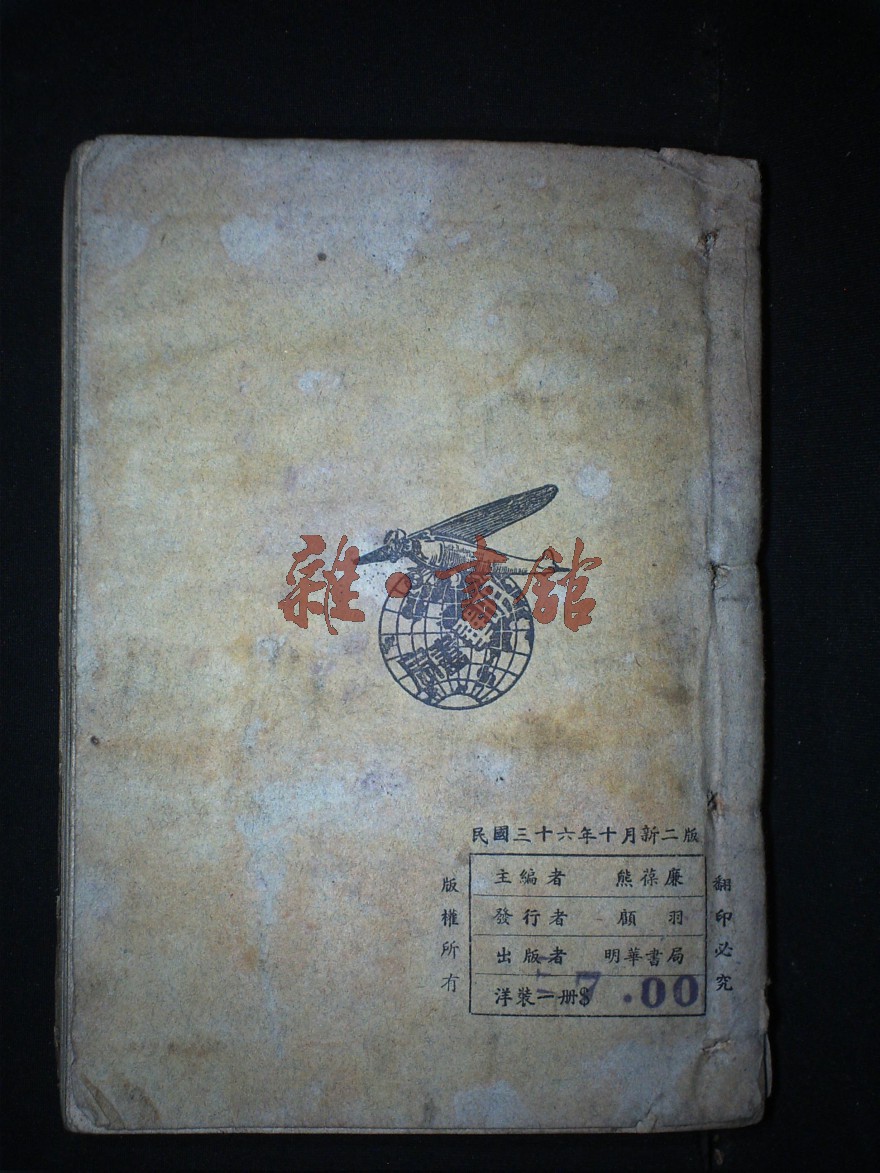 雜·書館
民國三十六年十月新二版
主編者 熊葆廉
發行者 顧羽
出版者 明華書局
洋裝一册$7.00
版權所有
翻印必究